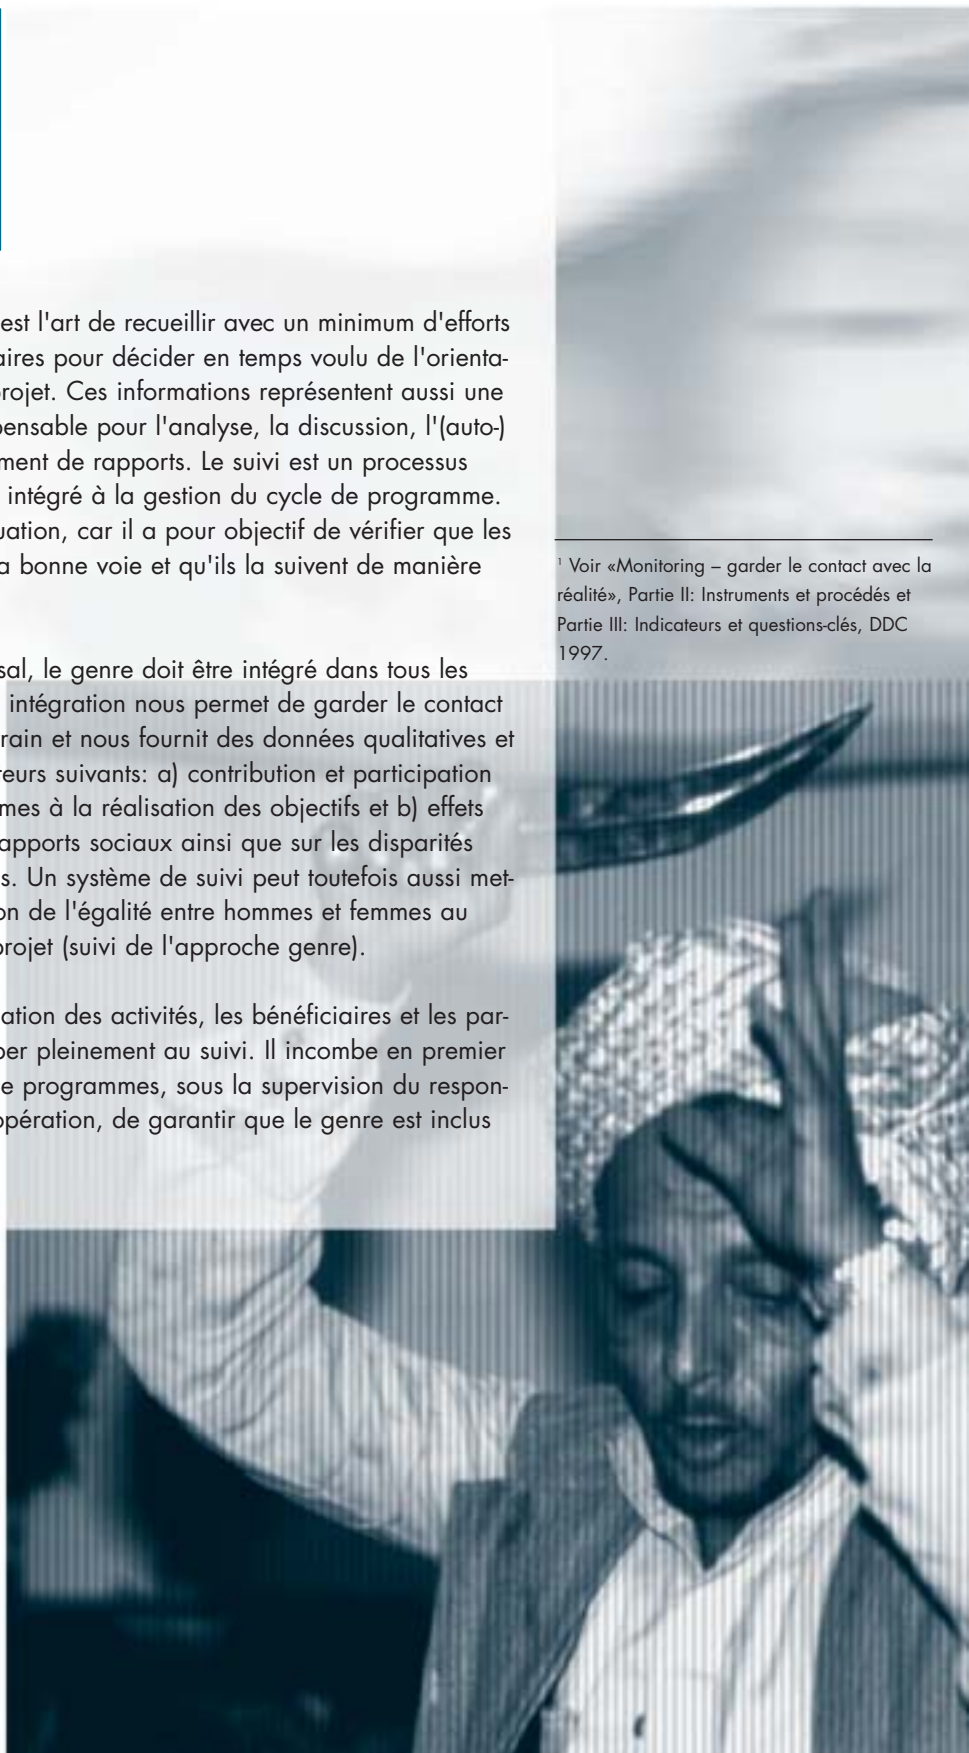 est l'art de recueillir avec un minimum d'efforts
aires pour décider en temps voulu de l'orienta-
rojet. Ces informations représentent aussi une
pensable pour l'analyse, la discussion, l'(auto-)
ment de rapports. Le suivi est un processus
intégré à la gestion du cycle de programme.
uation, car il a pour objectif de vérifier que les
a bonne voie et qu'ils la suivent de manière
sal, le genre doit être intégré dans tous les
intégration nous permet de garder le contact
rain et nous fournit des données qualitatives et
teurs suivants: a) contribution et participation
mes à la réalisation des objectifs et b) effets
apports sociaux ainsi que sur les disparités
s. Un système de suivi peut toutefois aussi met-
on de l'égalité entre hommes et femmes au
projet (suivi de l'approche genre).
ation des activités, les bénéficiaires et les par-
per pleinement au suivi. Il incombe en premier
e programmes, sous la supervision du respon-
opération, de garantir que le genre est inclus
¹ Voir «Monitoring – garder le contact avec la
réalité», Partie II: Instruments et procédés et
Partie III: Indicateurs et questions-clés, DDC
1997.